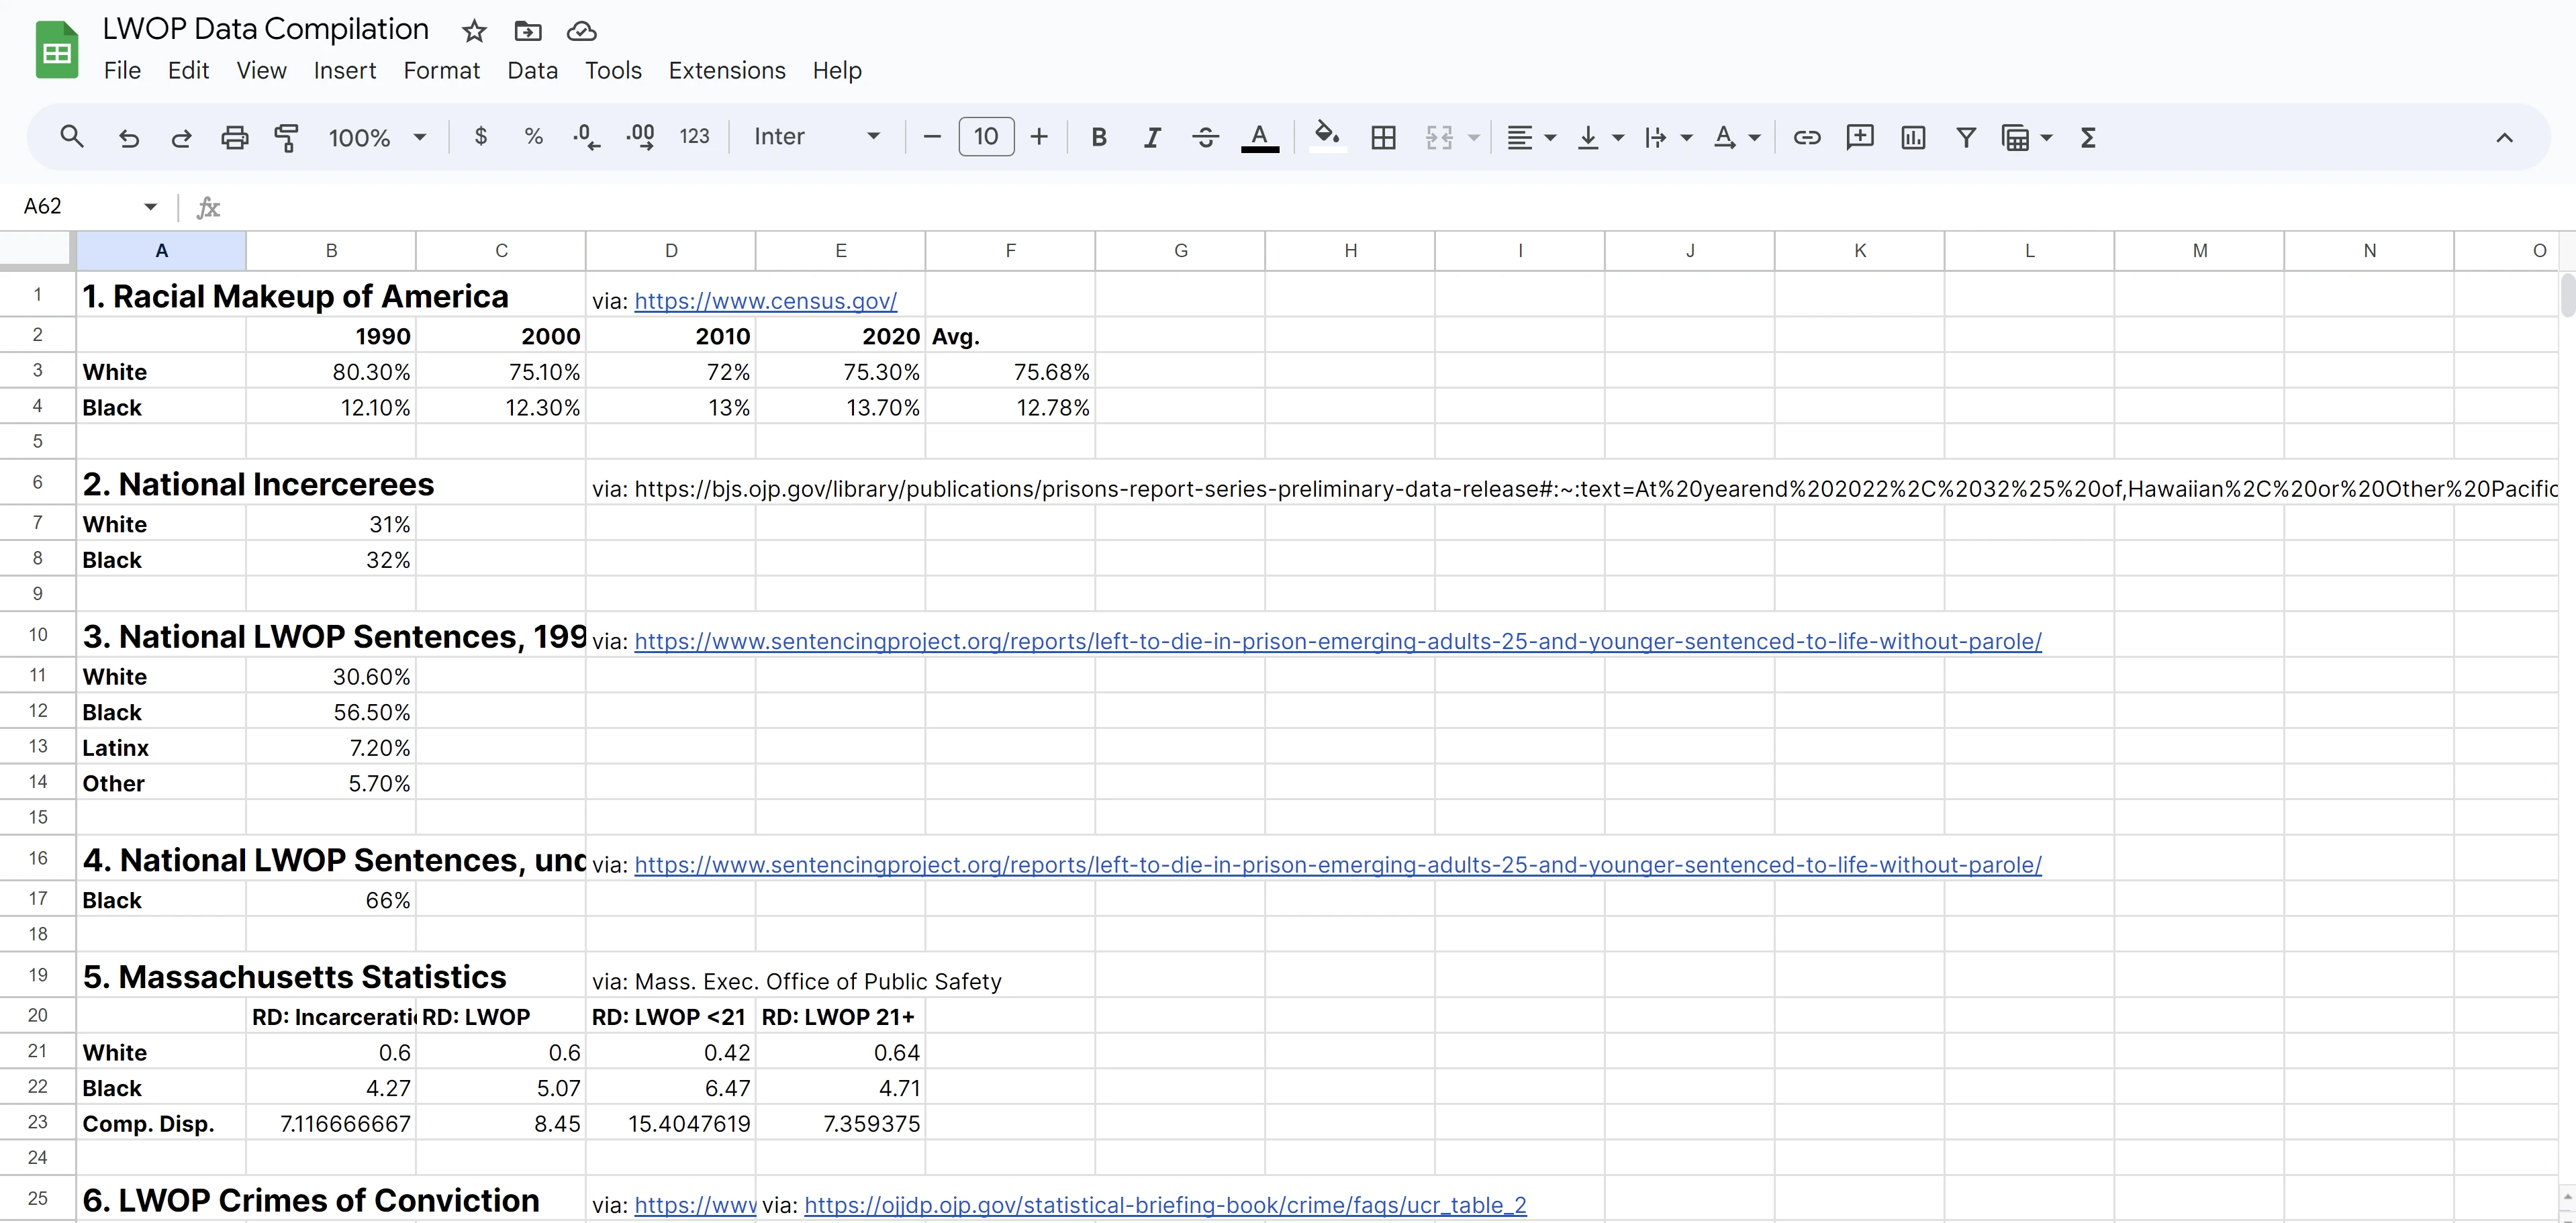 LWOP Data Compilation
File Edit View Insert Format Data Tools Extensions Help
100% $ % .0 .00 123 Inter 10 B I A
A62 fx
A B C D E F G H I J K L M N O
1 1. Racial Makeup of America via: https://www.census.gov/
2 1990 2000 2010 2020 Avg.
3 White 80.30% 75.10% 72% 75.30% 75.68%
4 Black 12.10% 12.30% 13% 13.70% 12.78%
5
6 2. National Incercerees via: https://bjs.ojp.gov/library/publications/prisons-report-series-preliminary-data-release#:~:text=At%20yearend%202022%2C%2032%25%20of,Hawaiian%2C%20or%20Other%20Pacific
7 White 31%
8 Black 32%
9
10 3. National LWOP Sentences, 199 via: https://www.sentencingproject.org/reports/left-to-die-in-prison-emerging-adults-25-and-younger-sentenced-to-life-without-parole/
11 White 30.60%
12 Black 56.50%
13 Latinx 7.20%
14 Other 5.70%
15
16 4. National LWOP Sentences, und via: https://www.sentencingproject.org/reports/left-to-die-in-prison-emerging-adults-25-and-younger-sentenced-to-life-without-parole/
17 Black 66%
18
19 5. Massachusetts Statistics via: Mass. Exec. Office of Public Safety
20 RD: Incarceratio RD: LWOP RD: LWOP <21 RD: LWOP 21+
21 White 0.6 0.6 0.42 0.64
22 Black 4.27 5.07 6.47 4.71
23 Comp. Disp. 7.116666667 8.45 15.4047619 7.359375
24
25 6. LWOP Crimes of Conviction via: https://www via: https://ojjdp.ojp.gov/statistical-briefing-book/crime/faqs/ucr_table_2